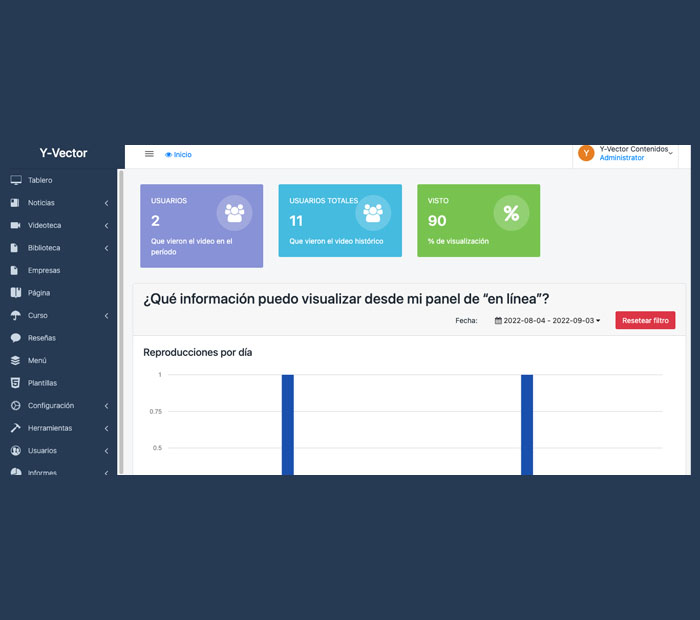 Y-Vector
Inicio
Y
Y-Vector Contenidos
Administrator
Tablero
Noticias
Videoteca
Biblioteca
Empresas
Página
Curso
Reseñas
Menú
Plantillas
Configuración
Herramientas
Usuarios
Informes
USUARIOS
2
Que vieron el video en el
período
USUARIOS TOTALES
11
Que vieron el video histórico
VISTO
90
% de visualización
%
¿Qué información puedo visualizar desde mi panel de “en línea”?
Fecha: 2022-08-04 - 2022-09-03 Resetear filtro
Reproducciones por día
1
0.75
0.5